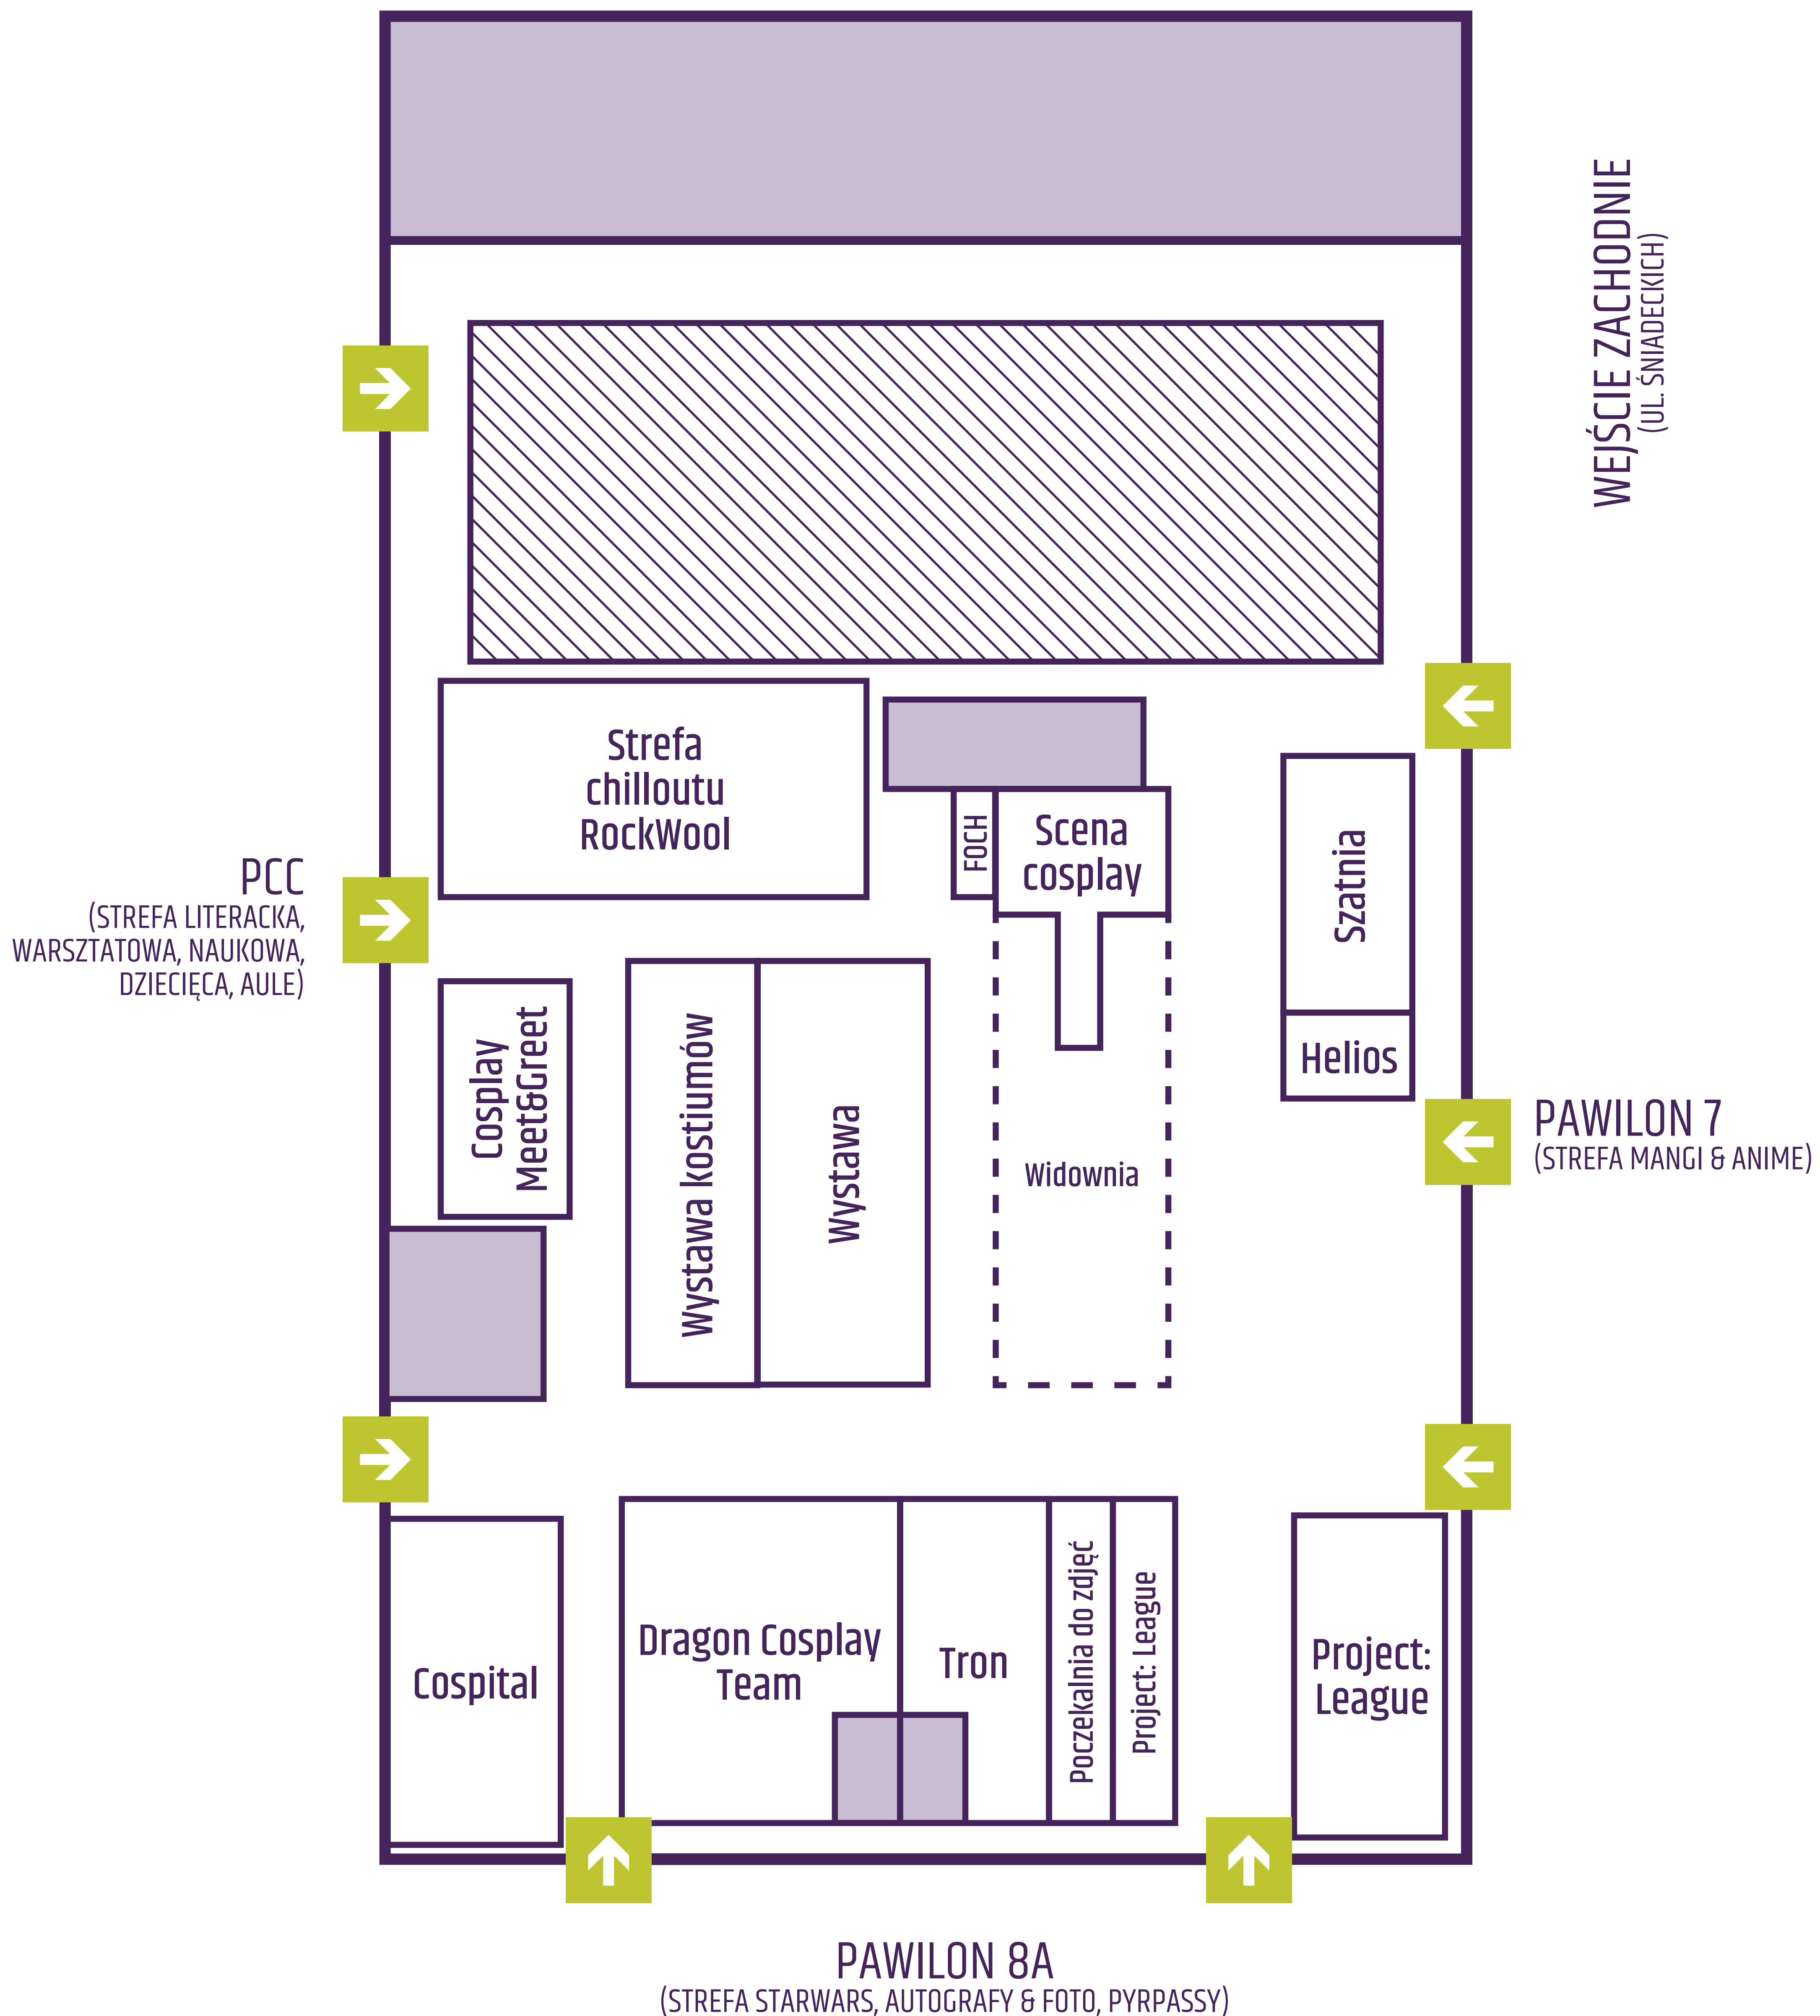 WEJŚCIE ZACHODNIE
(UL. ŚNIADECKICH)
Strefa
chilloutu
RockWool
FOCH
Scena
cosplay
Szatnia
Helios
PCC
(STREFA LITERACKA,
WARSZTATOWA, NAUKOWA,
DZIECIĘCA, AULE)
Cosplay
Meet&Greet
Wystawa kostiumów
Wystawa
Widownia
PAWILON 7
(STREFA MANGI & ANIME)
Cospital
Dragon Cosplay
Team
Tron
Poczekalnia do zdjęć
Project: League
Project:
League
PAWILON 8A
(STREFA STARWARS, AUTOGRAFY & FOTO, PYRPASSY)